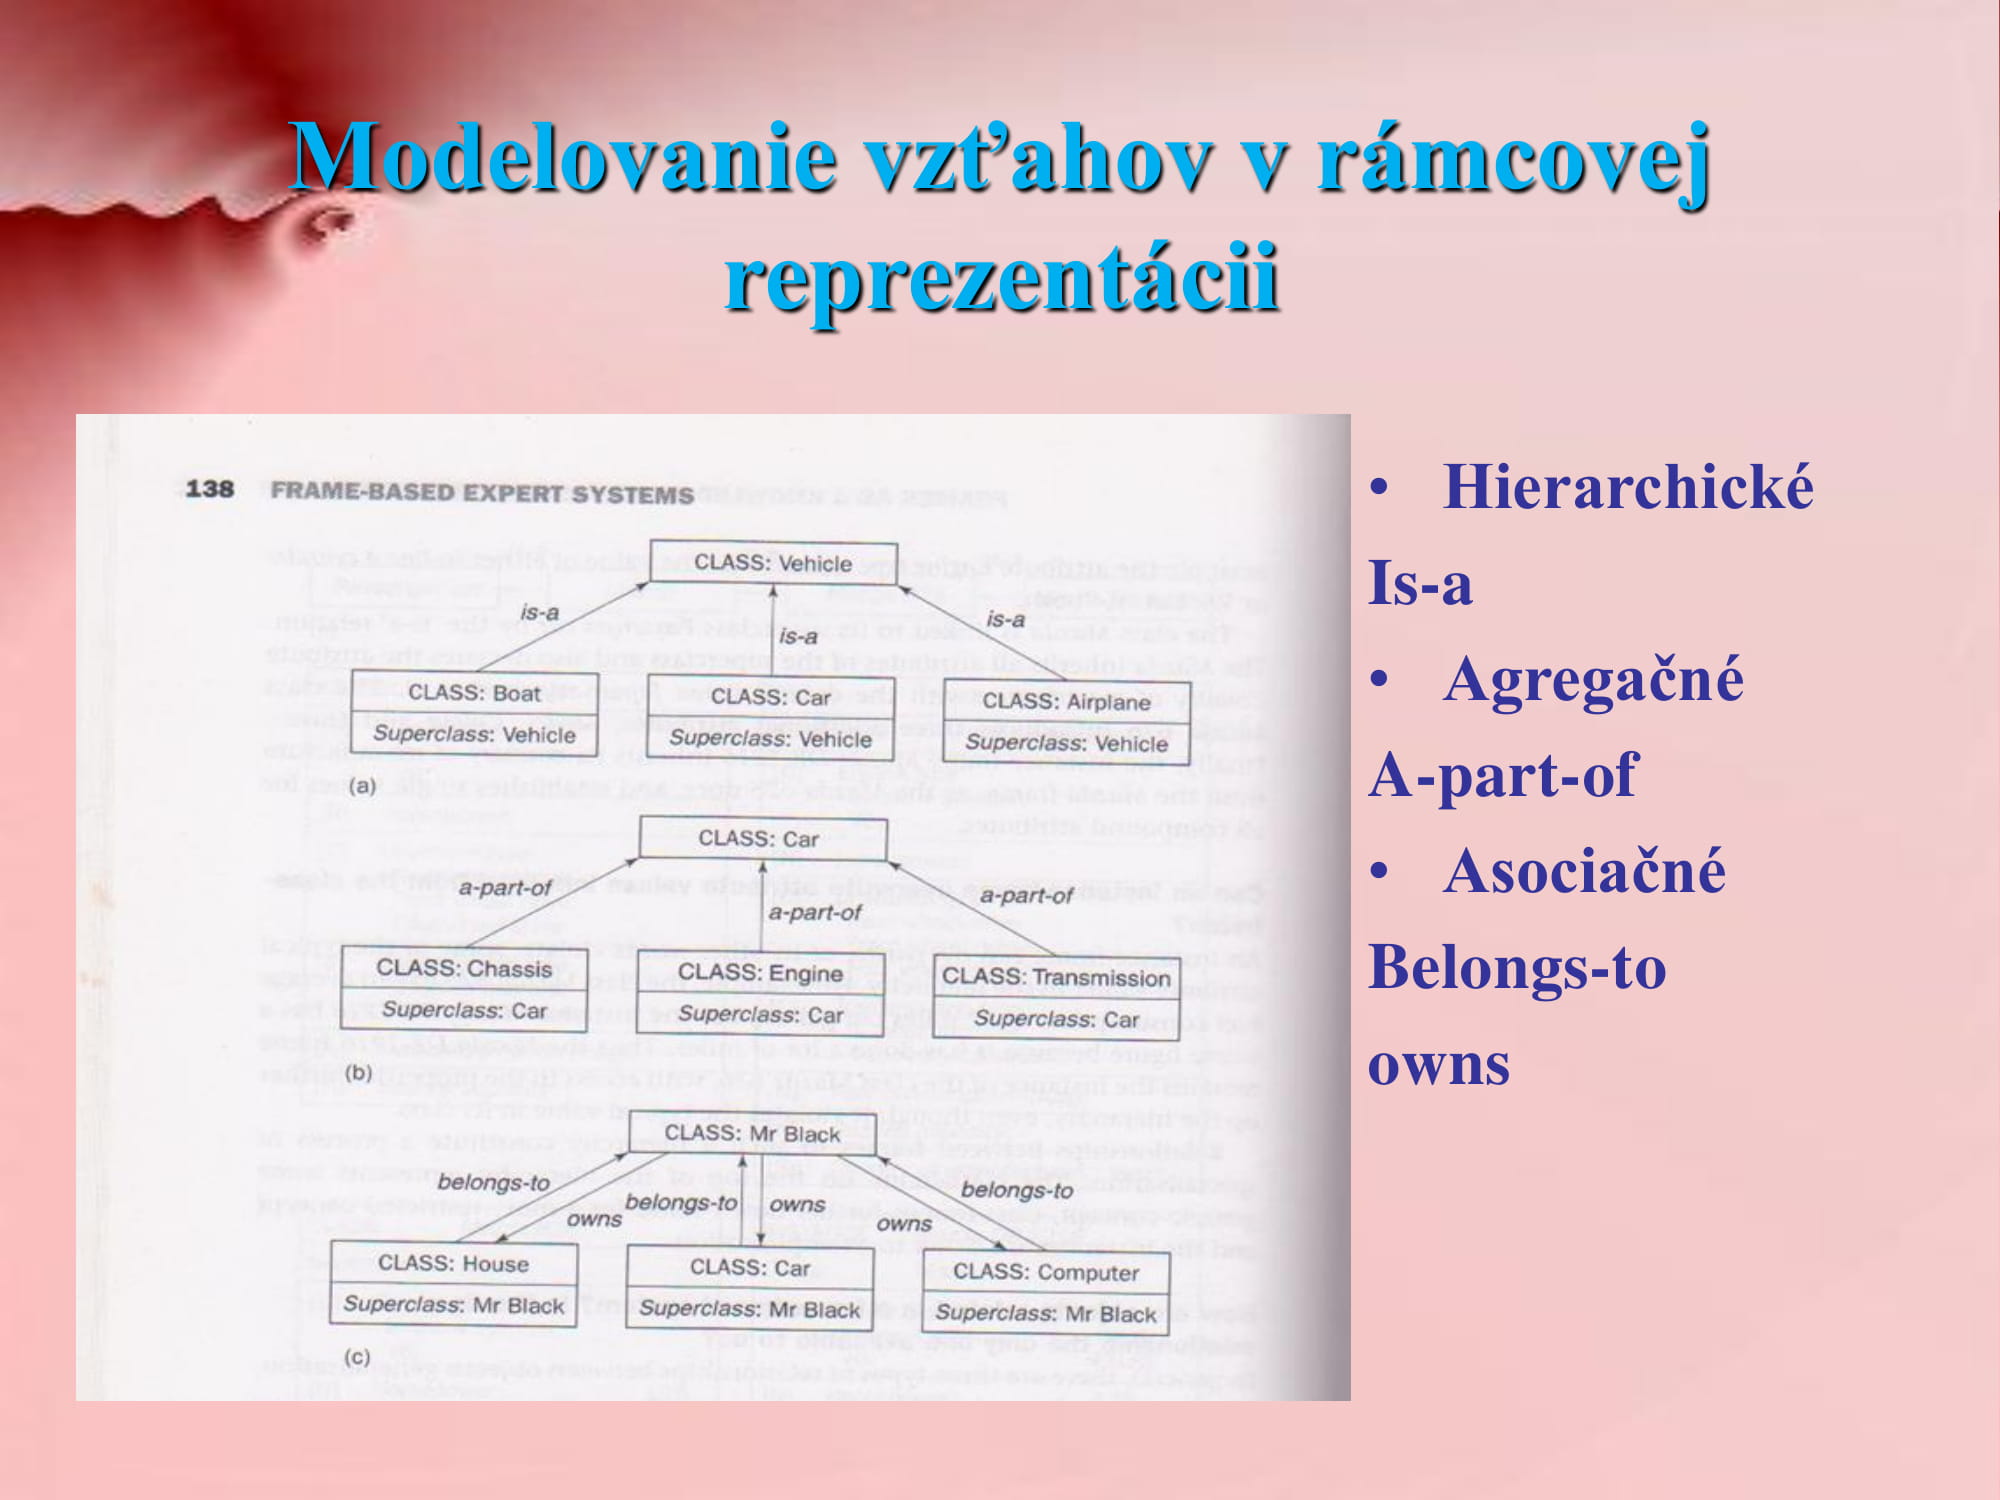 Modelovanie vzťahov v rámcovej
reprezentácii
138 FRAME-BASED EXPERT SYSTEMS
CLASS: Vehicle
is-a
is-a
is-a
CLASS: Boat
Superclass: Vehicle
CLASS: Car
Superclass: Vehicle
CLASS: Airplane
Superclass: Vehicle
(a)
CLASS: Car
a-part-of
a-part-of
a-part-of
CLASS: Chassis
Superclass: Car
CLASS: Engine
Superclass: Car
CLASS: Transmission
Superclass: Car
(b)
CLASS: Mr Black
belongs-to
owns
belongs-to
owns
belongs-to
owns
CLASS: House
Superclass: Mr Black
CLASS: Car
Superclass: Mr Black
CLASS: Computer
Superclass: Mr Black
(c)
• Hierarchické
Is-a
• Agregačné
A-part-of
• Asociačné
Belongs-to
owns